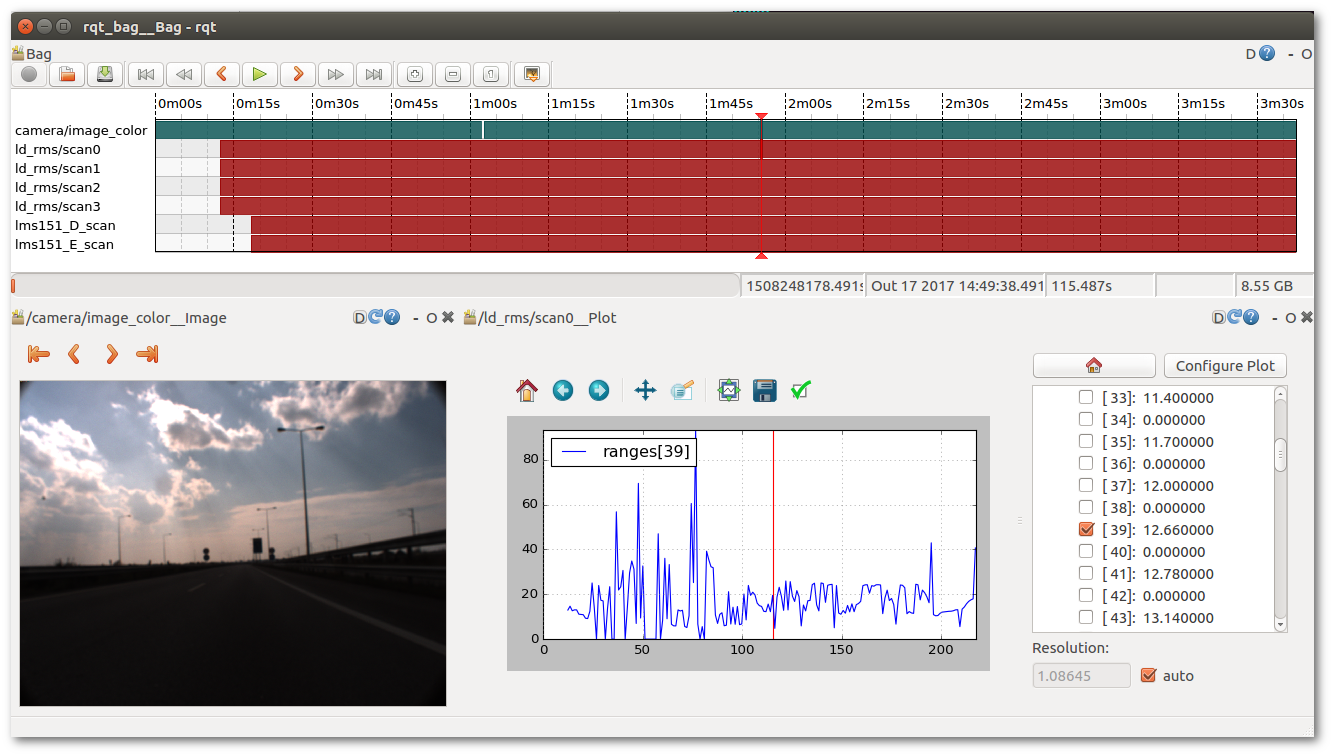 rqt_bag__Bag - rqt
Bag
D - O
0m00s 0m15s 0m30s 0m45s 1m00s 1m15s 1m30s 1m45s 2m00s 2m15s 2m30s 2m45s 3m00s 3m15s 3m30s
camera/image_color
ld_rms/scan0
ld_rms/scan1
ld_rms/scan2
ld_rms/scan3
lms151_D_scan
lms151_E_scan
1508248178.491s Out 17 2017 14:49:38.491 115.487s 8.55 GB
/camera/image_color__Image D - O /ld_rms/scan0__Plot D - O
Configure Plot
ranges[39]
80
60
40
20
0
0 50 100 150 200
[33]: 11.400000
[34]: 0.000000
[35]: 11.700000
[36]: 0.000000
[37]: 12.000000
[38]: 0.000000
[39]: 12.660000
[40]: 0.000000
[41]: 12.780000
[42]: 0.000000
[43]: 13.140000
Resolution:
1.08645 auto